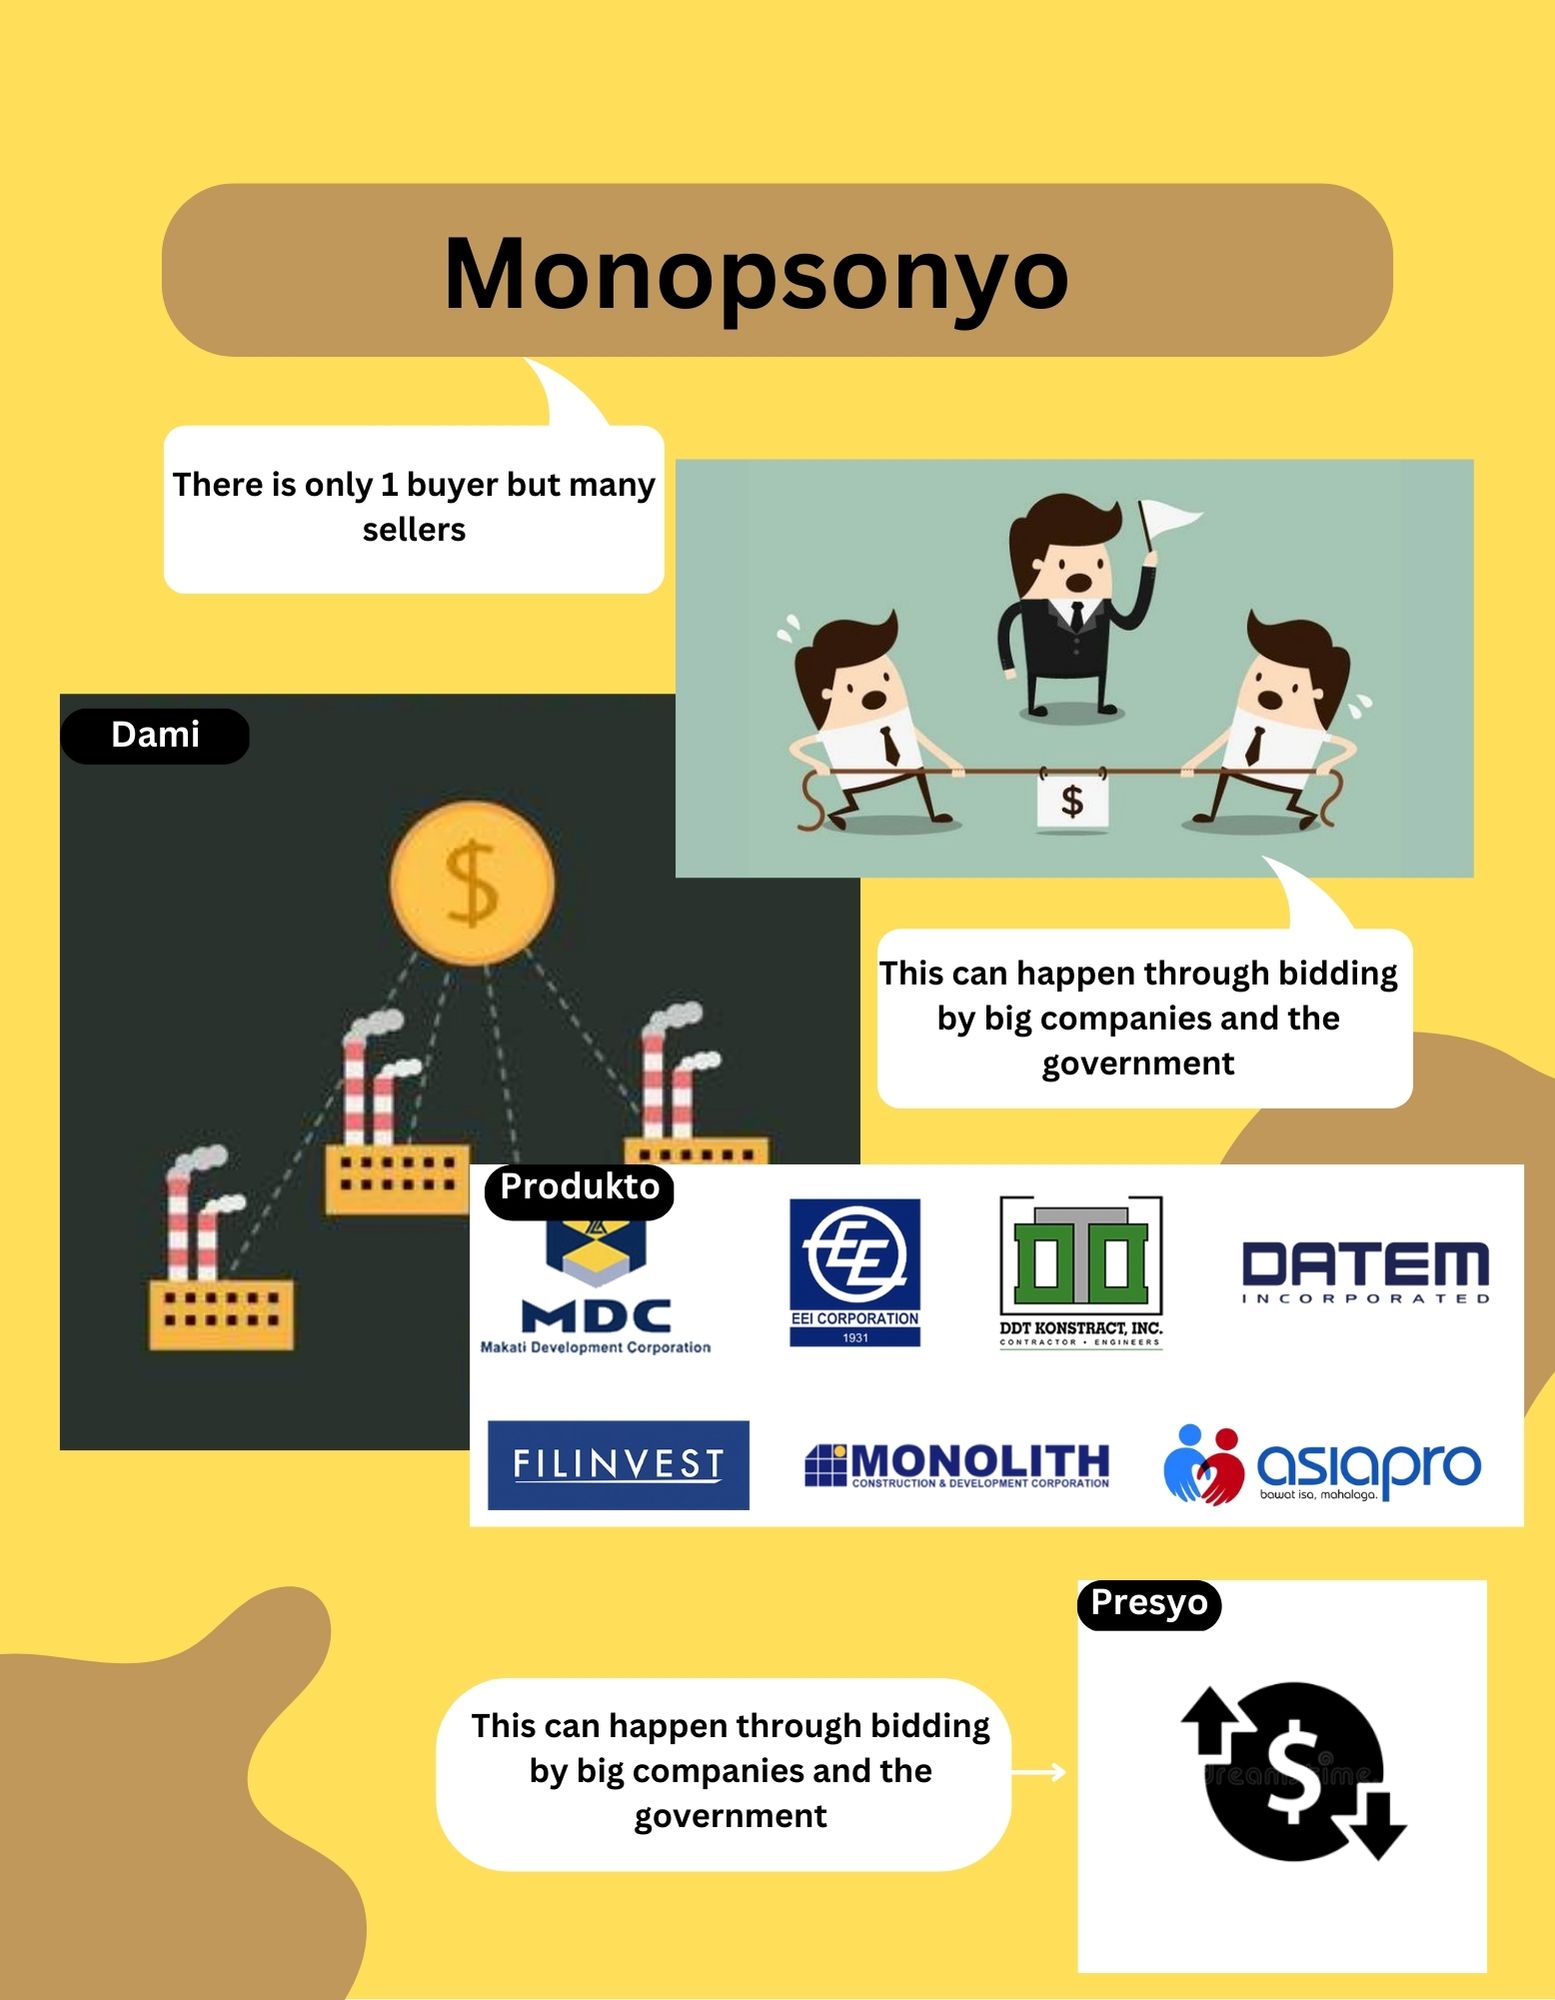 Monopsonyo
There is only 1 buyer but many
sellers
$
Dami
$
This can happen through bidding
by big companies and the
government
Produkto
MDC
Makati Development Corporation
EE
EEI CORPORATION
1931
DDT KONSTRACT, INC.
CONTRACTOR • ENGINEERS
DATEM
INCORPORATED
FILINVEST
MONOLITH
CONSTRUCTION & DEVELOPMENT CORPORATION
asiapro
bawat isa, mahalaga.
Presyo
This can happen through bidding
by big companies and the
government
$
dreamstime